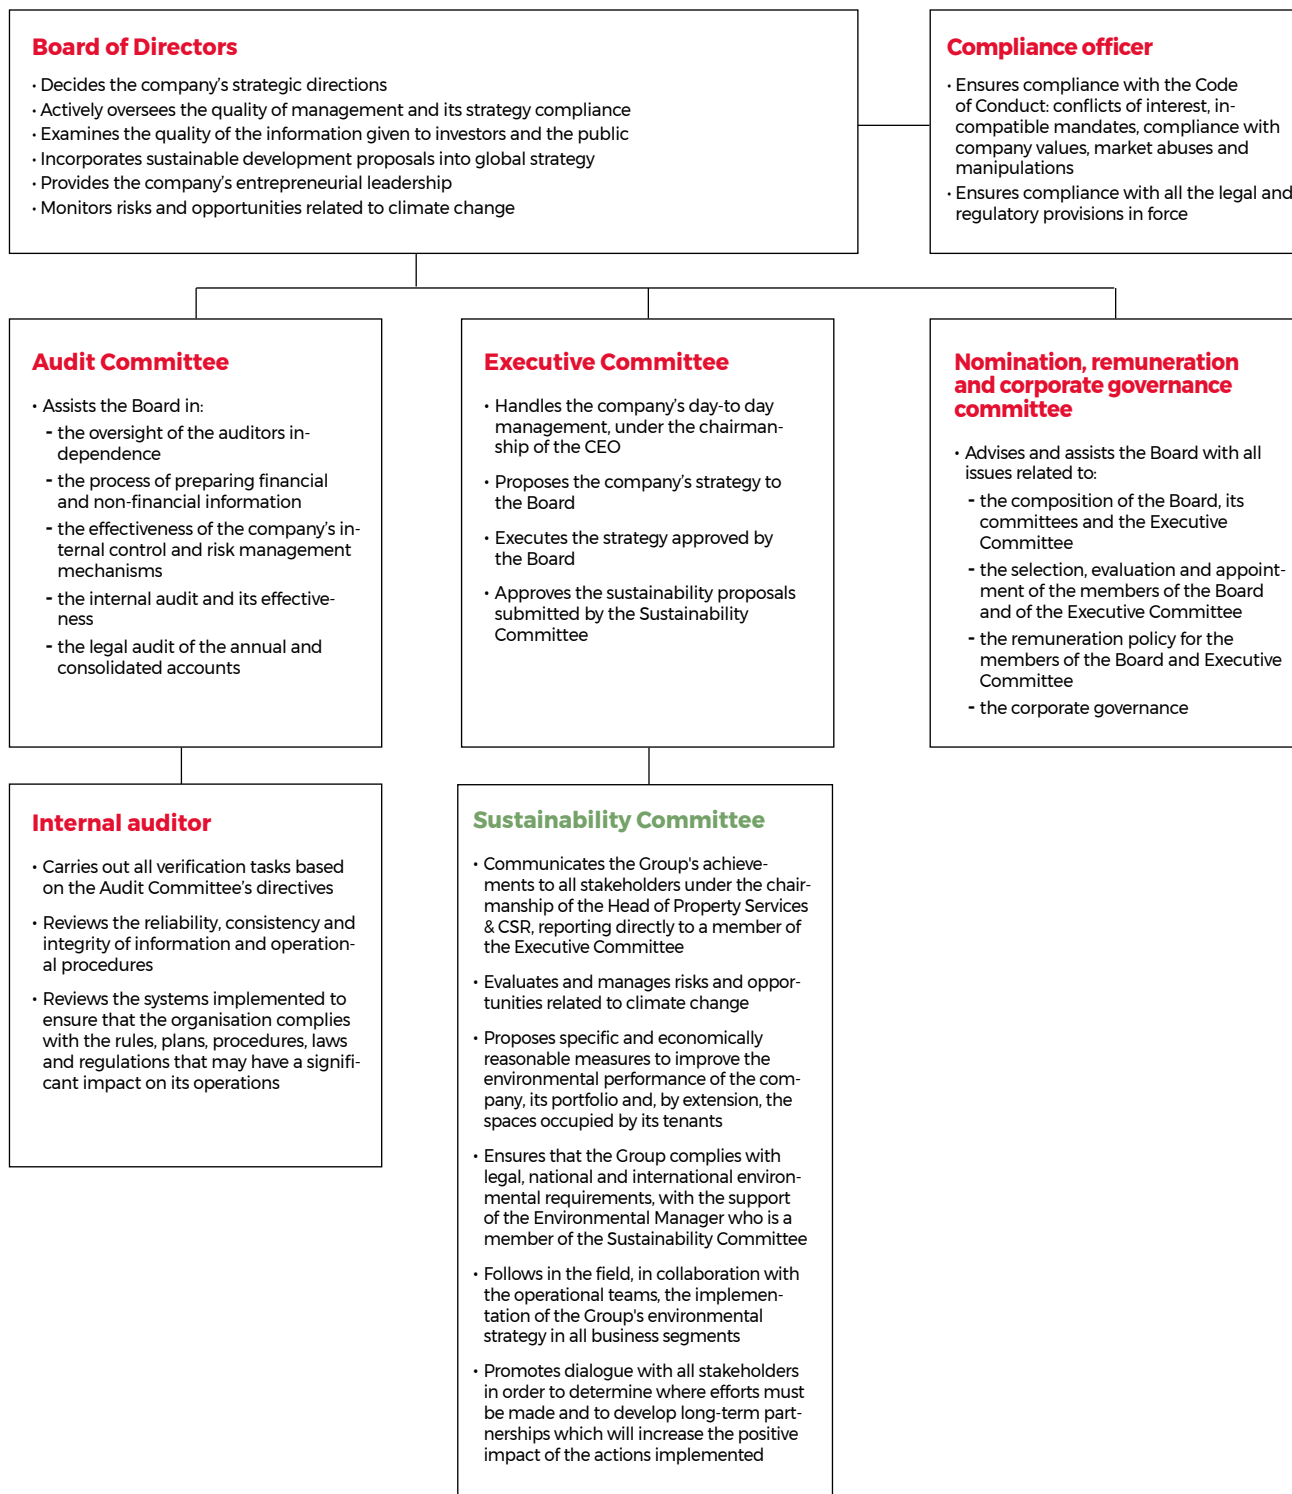 Board of Directors
• Decides the company's strategic directions
• Actively oversees the quality of management and its strategy compliance
• Examines the quality of the information given to investors and the public
• Incorporates sustainable development proposals into global strategy
• Provides the company's entrepreneurial leadership
• Monitors risks and opportunities related to climate change
Compliance officer
• Ensures compliance with the Code
of Conduct: conflicts of interest, in-
compatible mandates, compliance with
company values, market abuses and
manipulations
• Ensures compliance with all the legal and
regulatory provisions in force
Audit Committee
• Assists the Board in:
- the oversight of the auditors in-
dependence
- the process of preparing financial
and non-financial information
- the effectiveness of the company's in-
ternal control and risk management
mechanisms
- the internal audit and its effective-
ness
- the legal audit of the annual and
consolidated accounts
Executive Committee
• Handles the company's day-to day
management, under the chairman-
ship of the CEO
• Proposes the company's strategy to
the Board
• Executes the strategy approved by
the Board
• Approves the sustainability proposals
submitted by the Sustainability
Committee
Nomination, remuneration
and corporate governance
committee
• Advises and assists the Board with all
issues related to:
- the composition of the Board, its
committees and the Executive
Committee
- the selection, evaluation and appoint-
ment of the members of the Board
and of the Executive Committee
- the remuneration policy for the
members of the Board and Executive
Committee
- the corporate governance
Internal auditor
• Carries out all verification tasks based
on the Audit Committee's directives
• Reviews the reliability, consistency and
integrity of information and operation-
al procedures
• Reviews the systems implemented to
ensure that the organisation complies
with the rules, plans, procedures, laws
and regulations that may have a signifi-
cant impact on its operations
Sustainability Committee
• Communicates the Group's achieve-
ments to all stakeholders under the chair-
manship of the Head of Property Services
& CSR, reporting directly to a member of
the Executive Committee
• Evaluates and manages risks and oppor-
tunities related to climate change
• Proposes specific and economically
reasonable measures to improve the
environmental performance of the com-
pany, its portfolio and, by extension, the
spaces occupied by its tenants
• Ensures that the Group complies with
legal, national and international environ-
mental requirements, with the support
of the Environmental Manager who is a
member of the Sustainability Committee
• Follows in the field, in collaboration with
the operational teams, the implemen-
tation of the Group's environmental
strategy in all business segments
• Promotes dialogue with all stakeholders
in order to determine where efforts must
be made and to develop long-term part-
nerships which will increase the positive
impact of the actions implemented